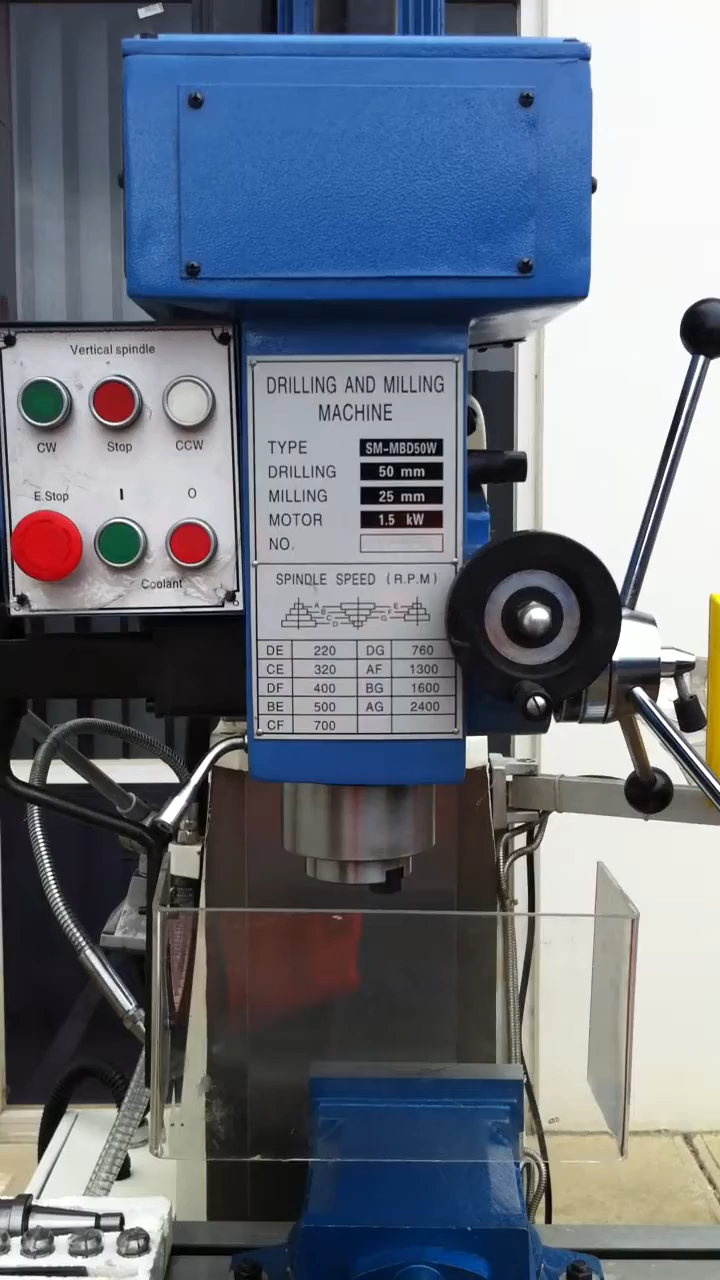 Vertical spindle
CW Stop CCW
E.Stop I O
Coolant
DRILLING AND MILLING
MACHINE
TYPE SM-MBD50W
DRILLING 50 mm
MILLING 25 mm
MOTOR 1.5 kW
NO.
SPINDLE SPEED (R.P.M)
A B C D E F G
DE 220 DG 760
CE 320 AF 1300
DF 400 BG 1600
BE 500 AG 2400
CF 700